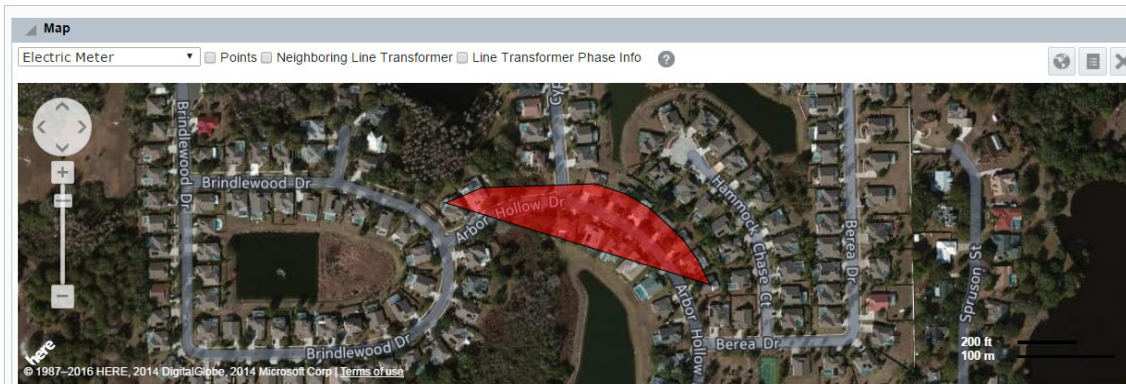 Map
Electric Meter
Points
Neighboring Line Transformer
Line Transformer Phase Info
?
Cyp
Brindlewood Dr
Brindlewood Dr
Hammock Chase Ct
Arbor Hollow Dr
Berea Dr
Spruson St
Arbor Hollow
Berea Dr
Brindlewood Dr
200 ft
100 m
here
© 1987–2016 HERE, 2014 DigitalGlobe, 2014 Microsoft Corp | Terms of use